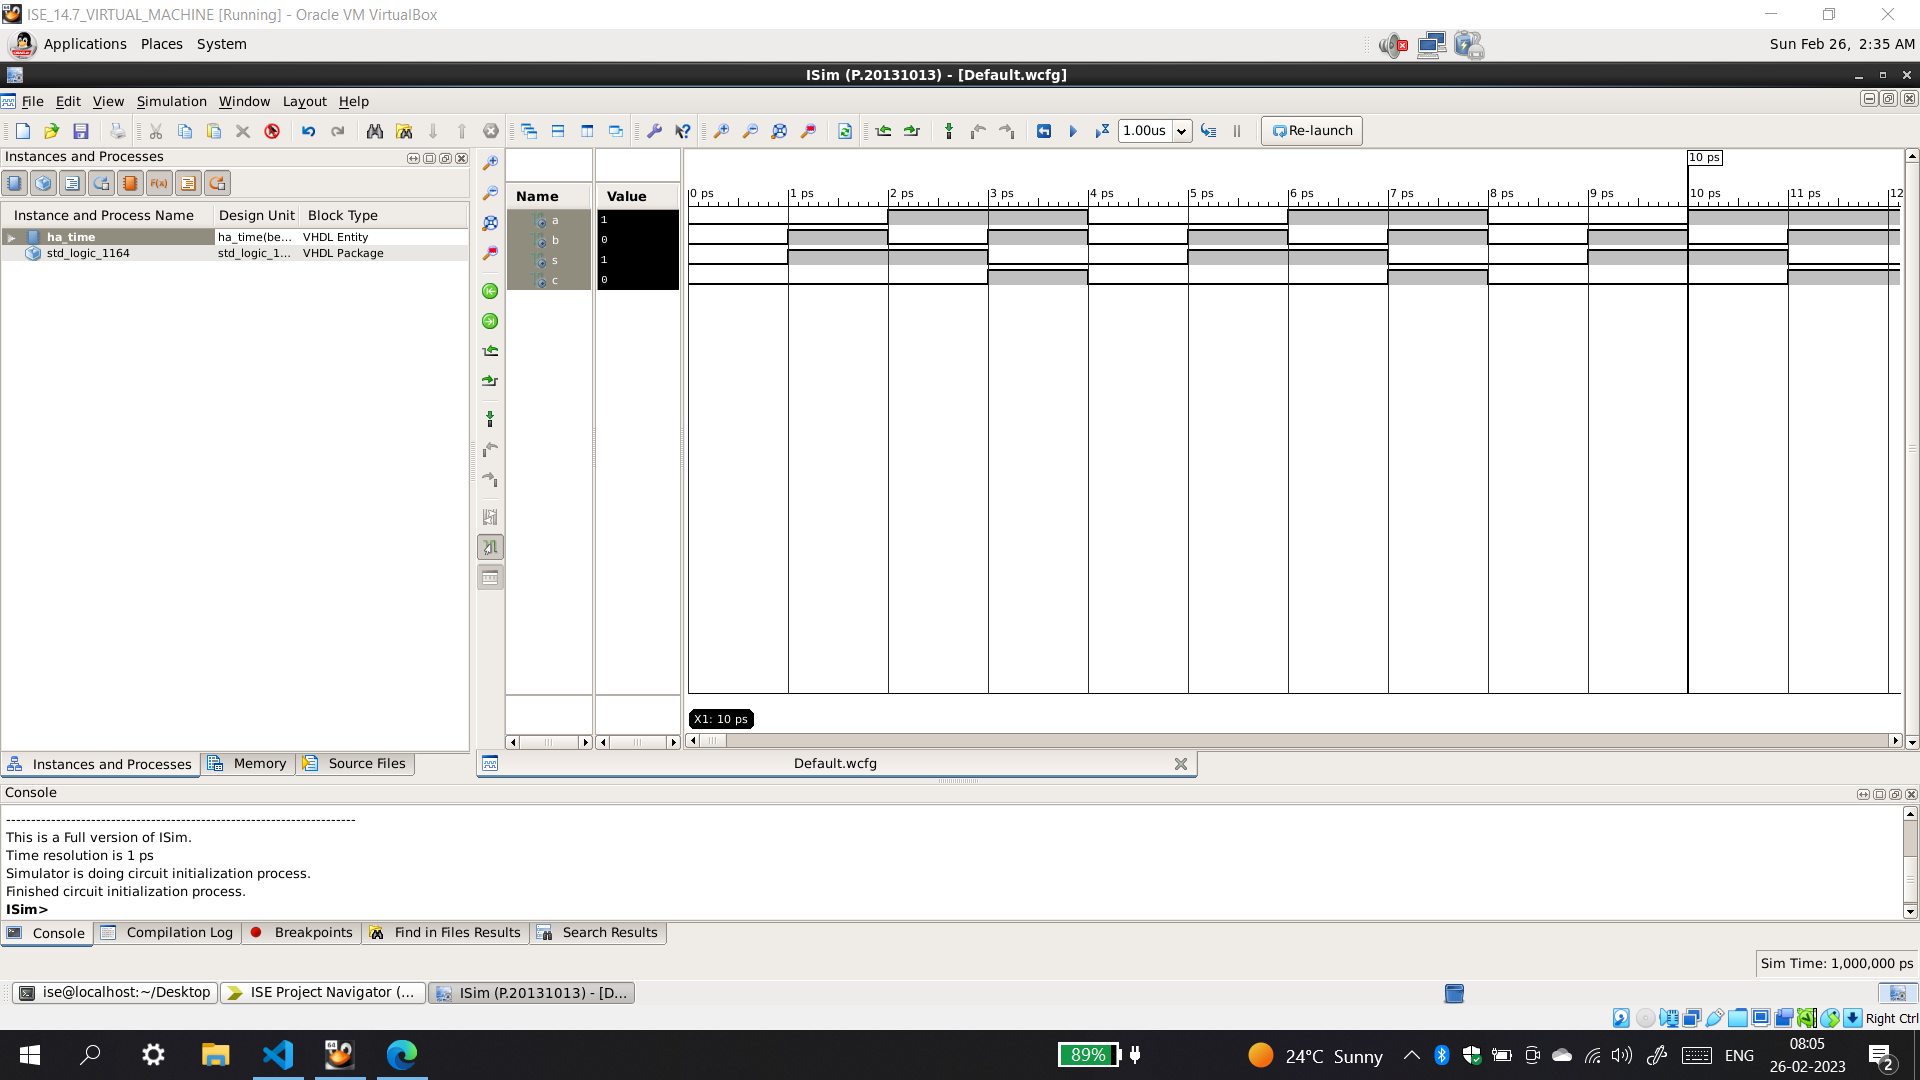 ISE_14.7_VIRTUAL_MACHINE [Running] - Oracle VM VirtualBox
Applications Places System
Sun Feb 26, 2:35 AM
ISim (P.20131013) - [Default.wcfg]
File Edit View Simulation Window Layout Help
1.00us
Re-launch
Instances and Processes
F(a)
Instance and Process Name Design Unit Block Type
ha_time ha_time(be... VHDL Entity
std_logic_1164 std_logic_1... VHDL Package
Name Value
a 1
b 0
s 1
c 0
10 ps
0 ps 1 ps 2 ps 3 ps 4 ps 5 ps 6 ps 7 ps 8 ps 9 ps 10 ps 11 ps 12
X1: 10 ps
Instances and Processes Memory Source Files
Default.wcfg
Console
------------------------------------------------------------------------
This is a Full version of ISim.
Time resolution is 1 ps
Simulator is doing circuit initialization process.
Finished circuit initialization process.
ISim>
Console Compilation Log Breakpoints Find in Files Results Search Results
Sim Time: 1,000,000 ps
ise@localhost:~/Desktop ISE Project Navigator (... ISim (P.20131013) - [D...
Right Ctrl
64
89%
24°C Sunny
ENG
08:05
26-02-2023
2